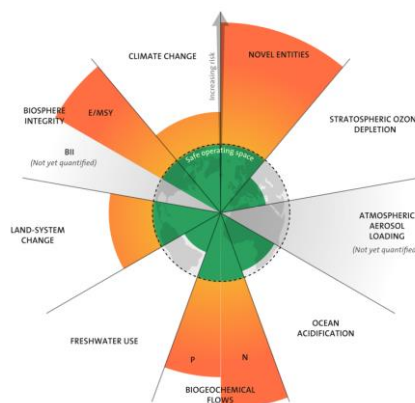 CLIMATE CHANGE
Increasing risk
NOVEL ENTITIES
STRATOSPHERIC OZON
DEPLETION
ATMOSPHERIC
AEROSOL
LOADING
(Not yet quantified)
OCEAN
ACIDIFICATION
N
P
BIOGEOCHEMICAL
FLOWS
FRESHWATER USE
LAND-SYSTEM
CHANGE
BIOSPHERE
INTEGRITY
E/MSY
BII
(Not yet quantified)
Safe operating space